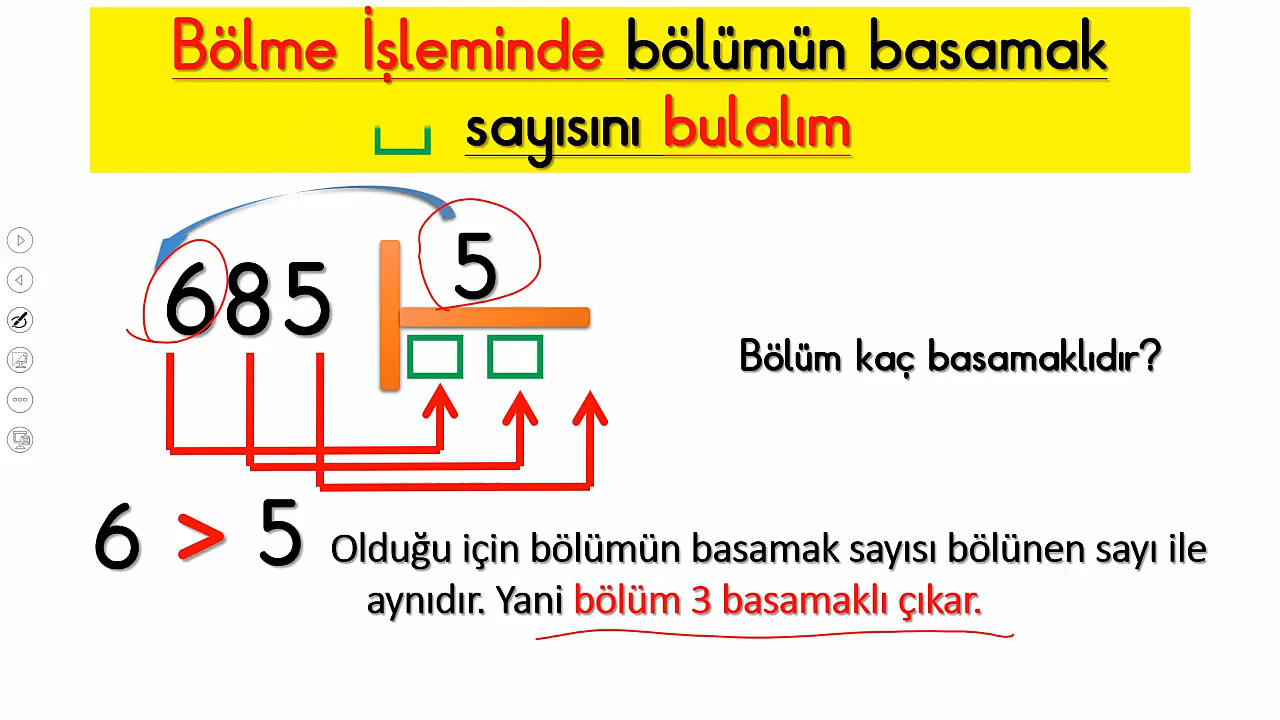 Bölme İşleminde bölümün basamak
sayısını bulalım
685 5
Bölüm kaç basamaklıdır?
6 > 5 Olduğu için bölümün basamak sayısı bölünen sayı ile
aynıdır. Yani bölüm 3 basamaklı çıkar.